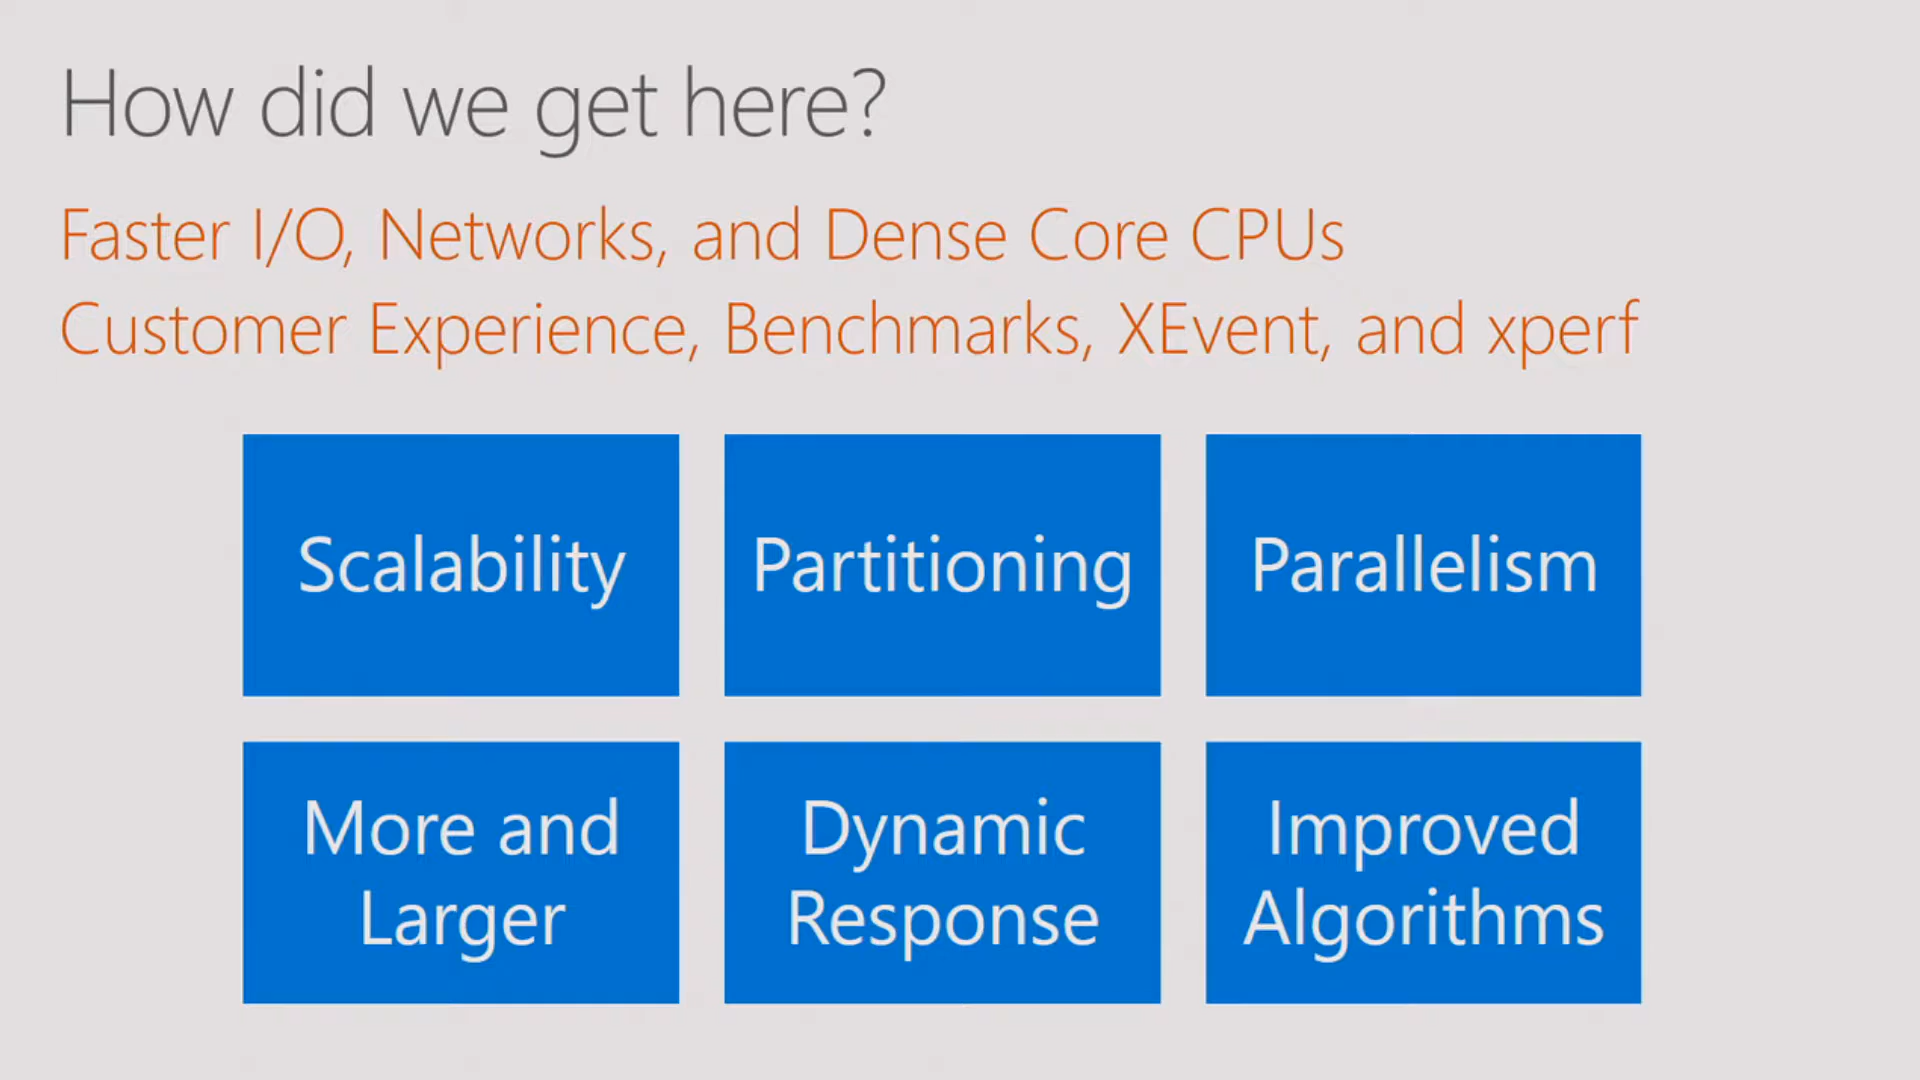 How did we get here?
Faster I/O, Networks, and Dense Core CPUs
Customer Experience, Benchmarks, XEvent, and xperf
Scalability
Partitioning
Parallelism
More and
Larger
Dynamic
Response
Improved
Algorithms